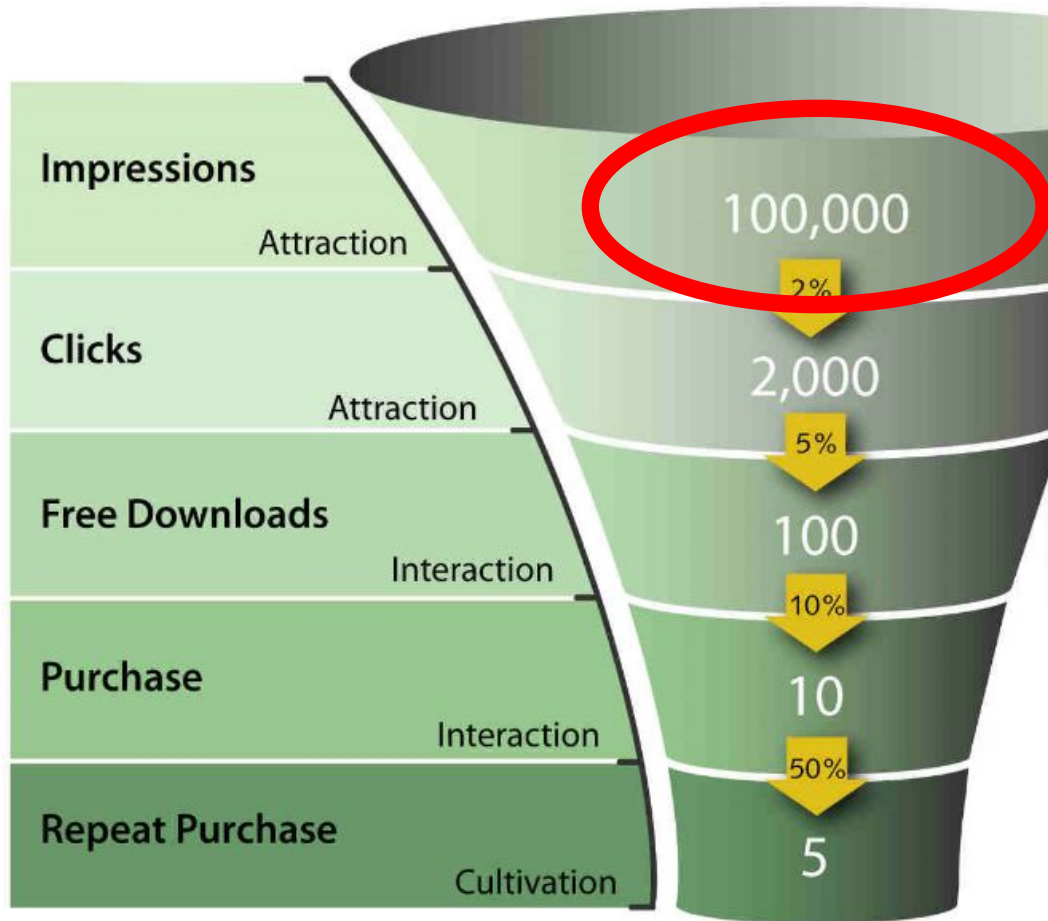 Impressions
Attraction
100,000
2%
Clicks
Attraction
2,000
5%
Free Downloads
Interaction
100
10%
Purchase
Interaction
10
50%
Repeat Purchase
Cultivation
5